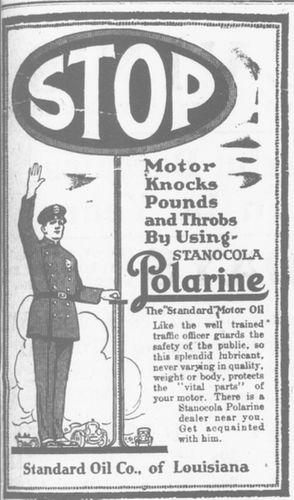 STOP
Motor
Knocks
Pounds
and Throbs
By Using-
STANOCOLA
Polarine
The "Standard" Motor Oil
Like the well trained
traffic officer guards the
safety of the public, so
this splendid lubricant,
never varying in quality,
weight or body, protects
the "vital parts" of
your motor. There is a
Stanocola Polarine
dealer near you.
Get acquainted
with him.
Standard Oil Co., of Louisiana